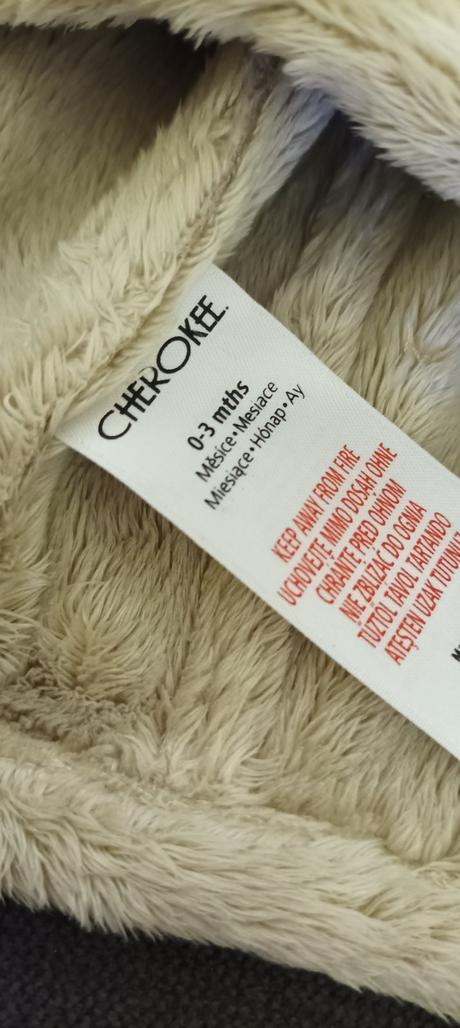 CHEROKEE.
0-3 mths
Měsíce • Mesiace
Miesiące • Hónap • Ay
KEEP AWAY FROM FIRE
UCHOVEJTE MIMO DOSAH OHNĚ
CHRÁŇTE PRED OHŇOM
NIE ZBLIŻAĆ DO OGNIA
TŰZTŐL TÁVOL TARTANDÓ
ATEŞTEN UZAK TUTUNUZ